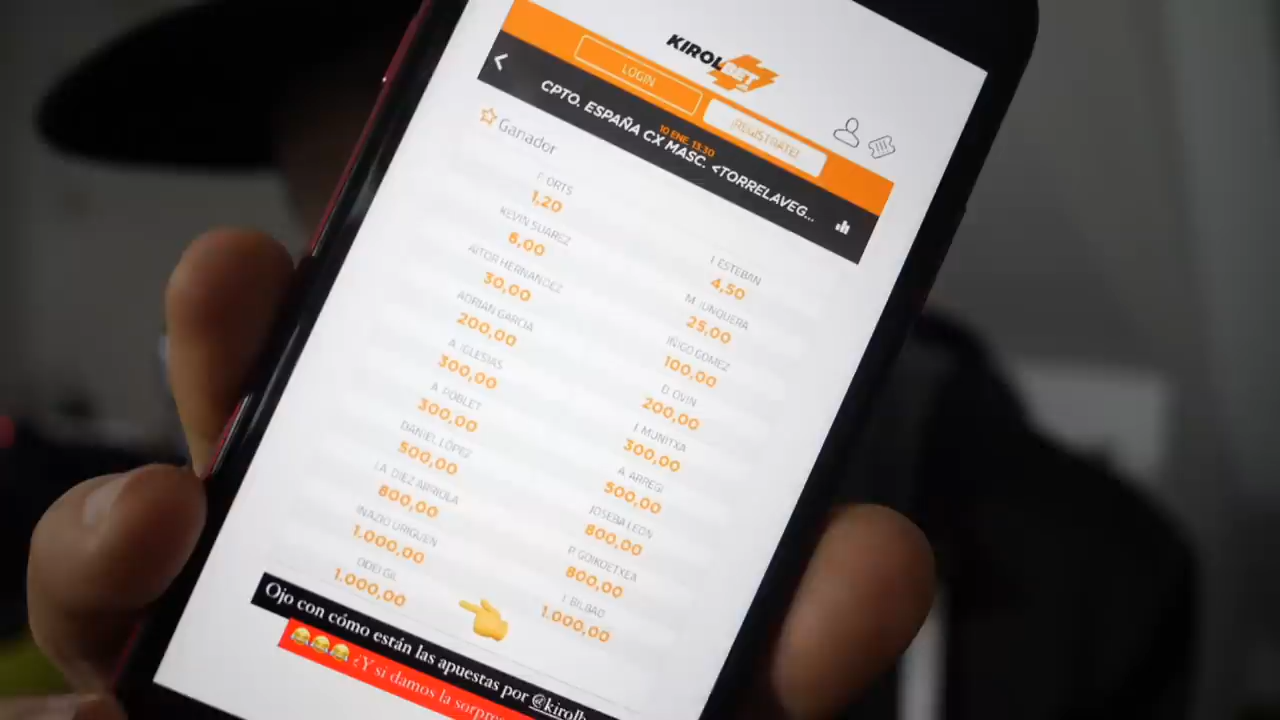 KIROLBET
LOGIN
¡REGÍSTRATE!
10 ENE. 13:30
CPTO. ESPAÑA CX MASC. <TORRELAVEG...
Ganador
F. ORTS
1,20
J. ESTEBAN
4,50
KEVIN SUAREZ
6,00
M. JUNQUERA
25,00
AITOR HERNANDEZ
30,00
IÑIGO GOMEZ
100,00
ADRIAN GARCIA
200,00
D. OVIN
200,00
A. IGLESIAS
300,00
J. MUNITXA
300,00
A. POBLET
300,00
A. ARREGI
500,00
DANIEL LÓPEZ
500,00
JOSEBA LEON
800,00
I.A. DIEZ ARRIOLA
800,00
P. GOIKOETXEA
800,00
INAZIO URIGUEN
1.000,00
J. BILBAO
1.000,00
ODEI GIL
1.000,00
👈
Ojo con cómo están las apuestas por @kirolb
😂😂😂 ¿Y si damos la sorpres